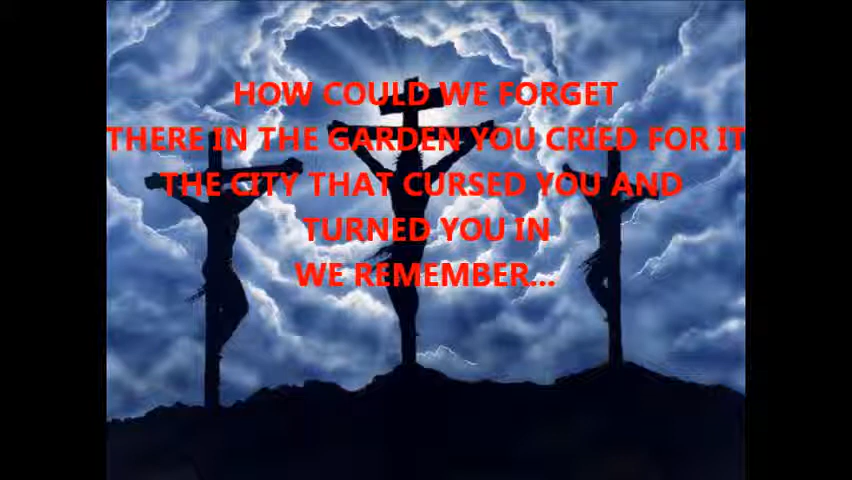 HOW COULD WE FORGET
THERE IN THE GARDEN YOU CRIED FOR IT
THE CITY THAT CURSED YOU AND
TURNED YOU IN
WE REMEMBER...